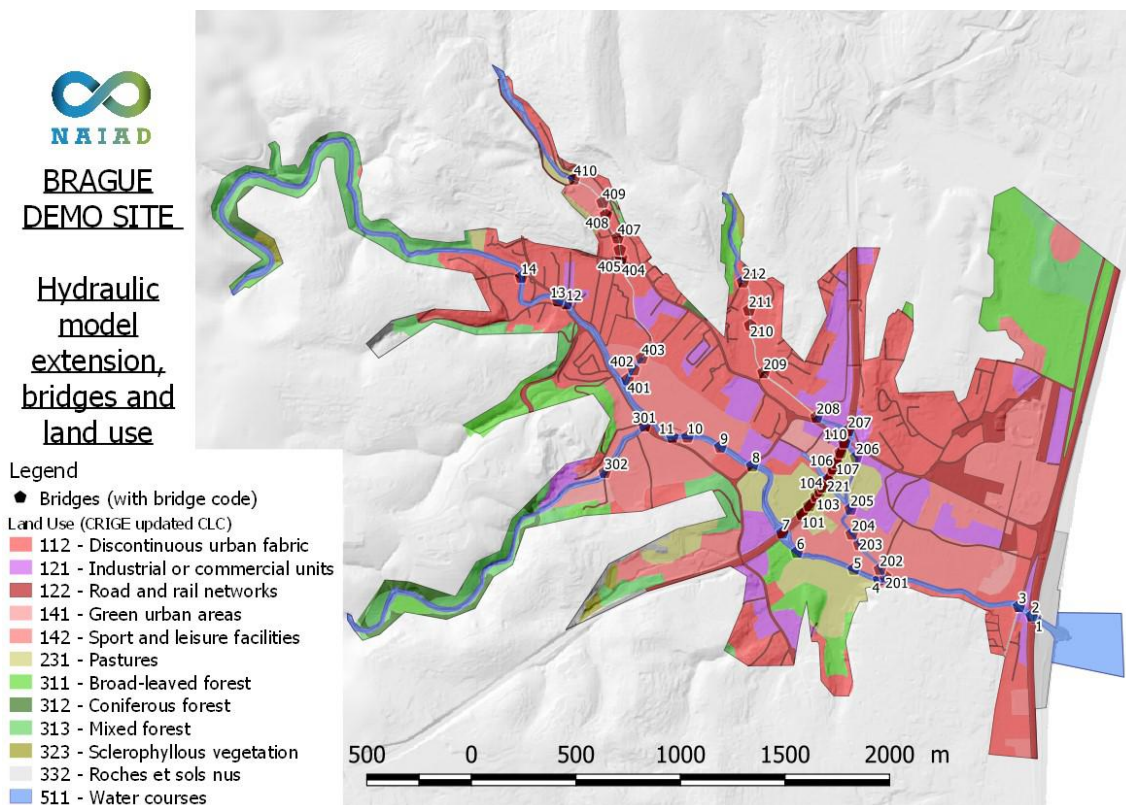 NAIAD
BRAGUE
DEMO SITE
Hydraulic
model
extension,
bridges and
land use
Legend
Bridges (with bridge code)
Land Use (CRIGE updated CLC)
112 - Discontinuous urban fabric
121 - Industrial or commercial units
122 - Road and rail networks
141 - Green urban areas
142 - Sport and leisure facilities
231 - Pastures
311 - Broad-leaved forest
312 - Coniferous forest
313 - Mixed forest
323 - Sclerophyllous vegetation
332 - Roches et sols nus
511 - Water courses
410
409
408
407
405
404
14
13
12
212
211
210
403
402
401
209
301
11
10
9
208
207
110
206
8
106
107
302
104
221
103
205
101
7
204
203
6
5
202
4
201
3
2
1
500 0 500 1000 1500 2000 m